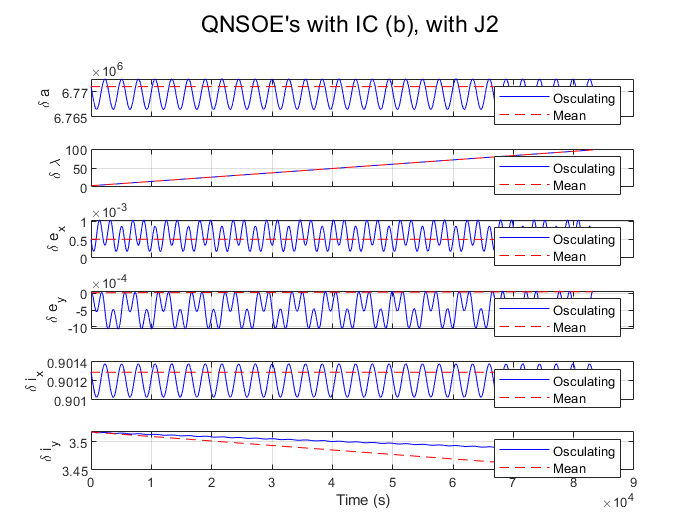 QNSOE's with IC (b), with J2
×10^6
δ a
6.77
6.765
Osculating
Mean
δ λ
100
50
0
Osculating
Mean
×10^-3
δ e_x
1
0.5
0
Osculating
Mean
×10^-4
δ e_y
0
-5
-10
Osculating
Mean
δ i_x
0.9014
0.9012
0.901
Osculating
Mean
δ i_y
3.5
3.45
Osculating
Mean
0 1 2 3 4 5 6 7 8 9
Time (s)
×10^4